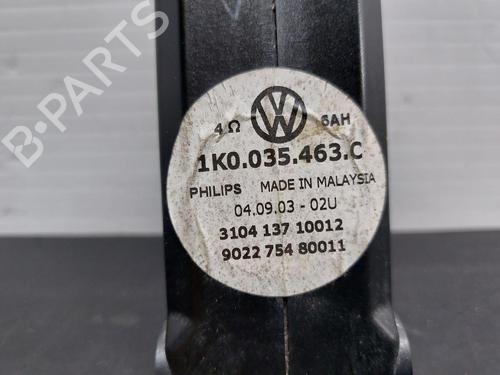 B-PARTS
4 Ω VW 6AH
1K0.035.463.C
PHILIPS MADE IN MALAYSIA
04.09.03 - 02U
3104 137 10012
9022 754 80011